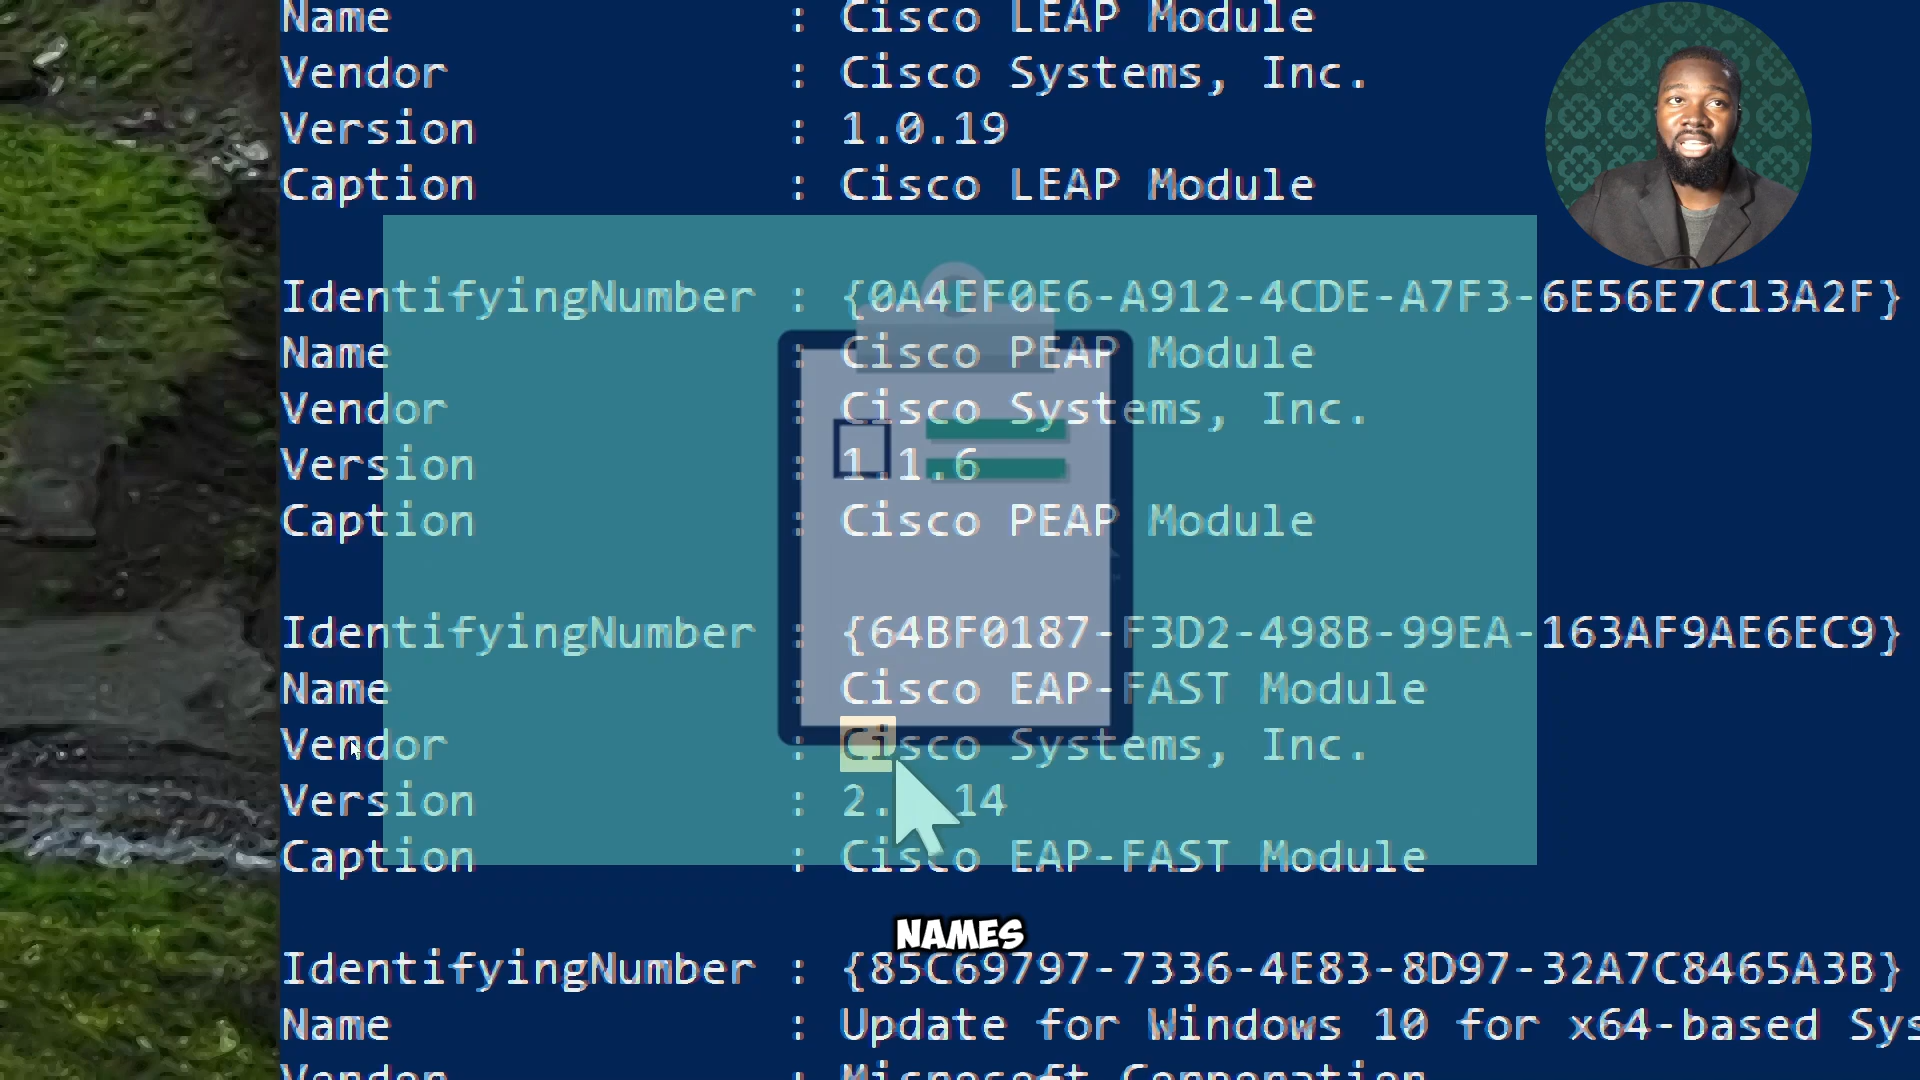 Name : Cisco LEAP Module
Vendor : Cisco Systems, Inc.
Version : 1.0.19
Caption : Cisco LEAP Module
IdentifyingNumber : {0A4EF0E6-A912-4CDE-A7F3-6E56E7C13A2F}
Name : Cisco PEAP Module
Vendor : Cisco Systems, Inc.
Version : 1.1.6
Caption : Cisco PEAP Module
IdentifyingNumber : {64BF0187-F3D2-498B-99EA-163AF9AE6EC9}
Name : Cisco EAP-FAST Module
Vendor : Cisco Systems, Inc.
Version : 2. 14
Caption : Cisco EAP-FAST Module
NAMES
IdentifyingNumber : {85C69797-7336-4E83-8D97-32A7C8465A3B}
Name : Update for Windows 10 for x64-based Sys
Vendor : Microsoft Corporation